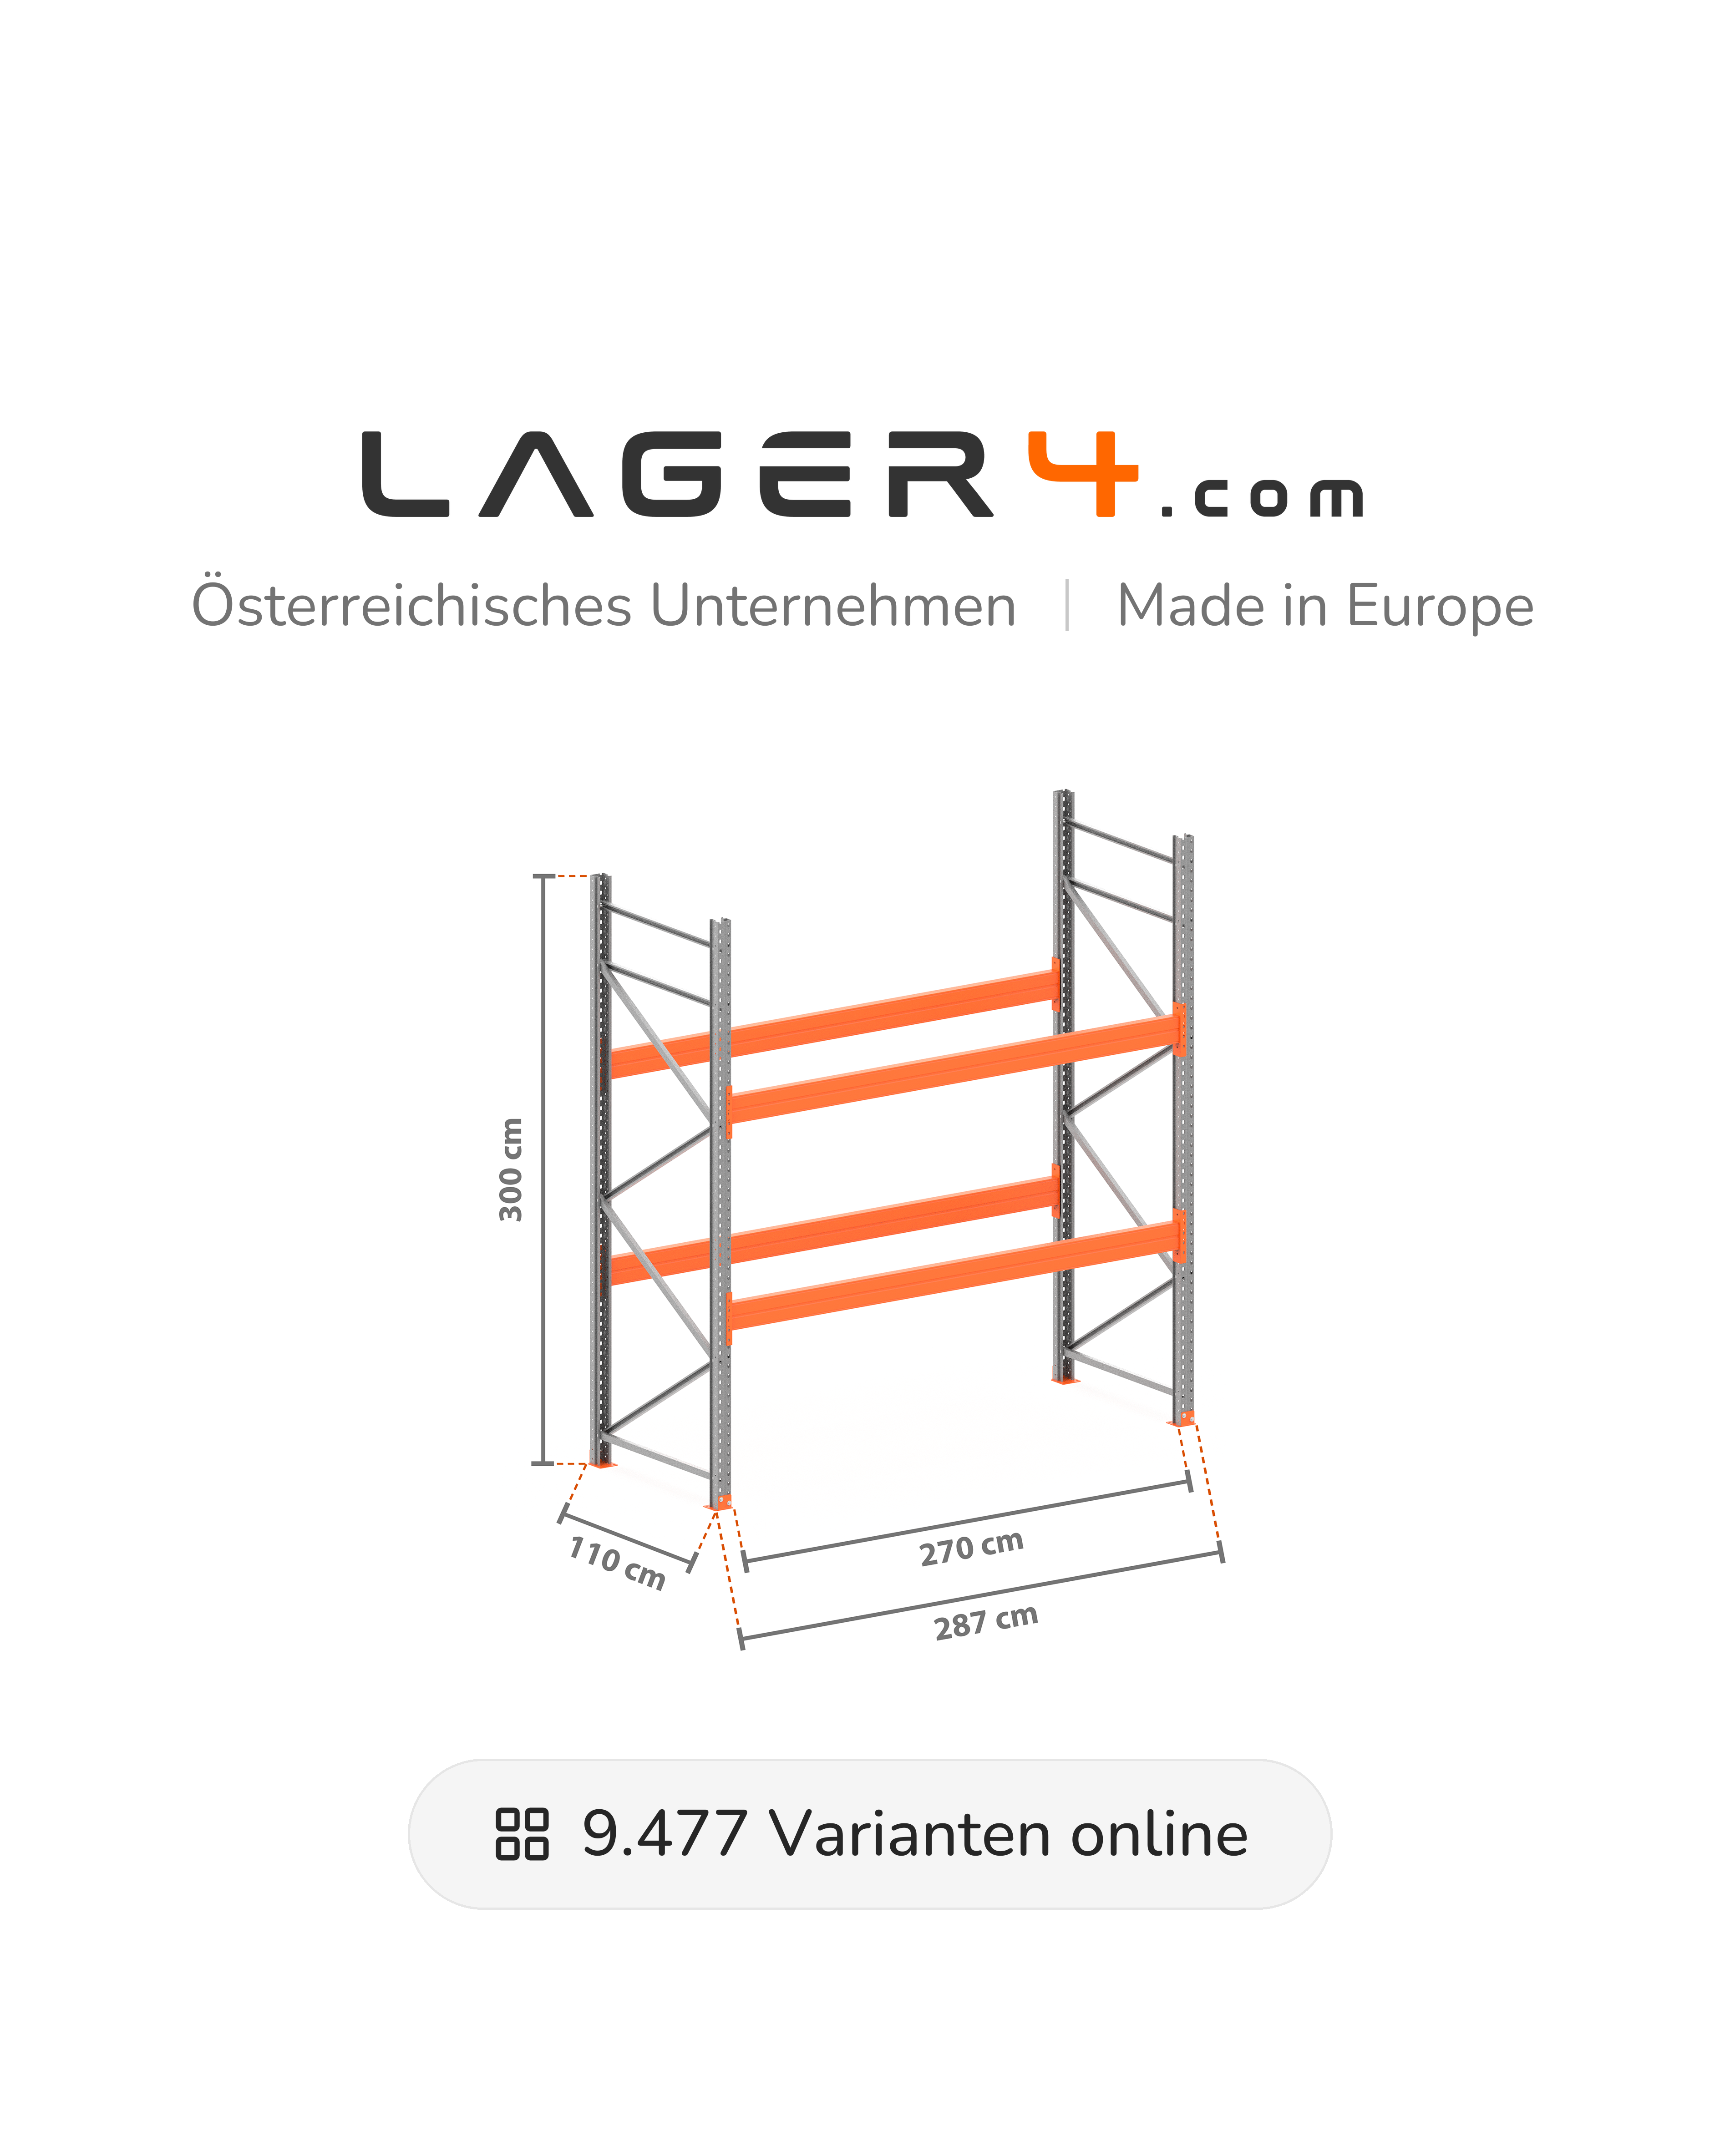 LAGER4.com
Österreichisches Unternehmen | Made in Europe
300 cm
110 cm
270 cm
287 cm
9.477 Varianten online